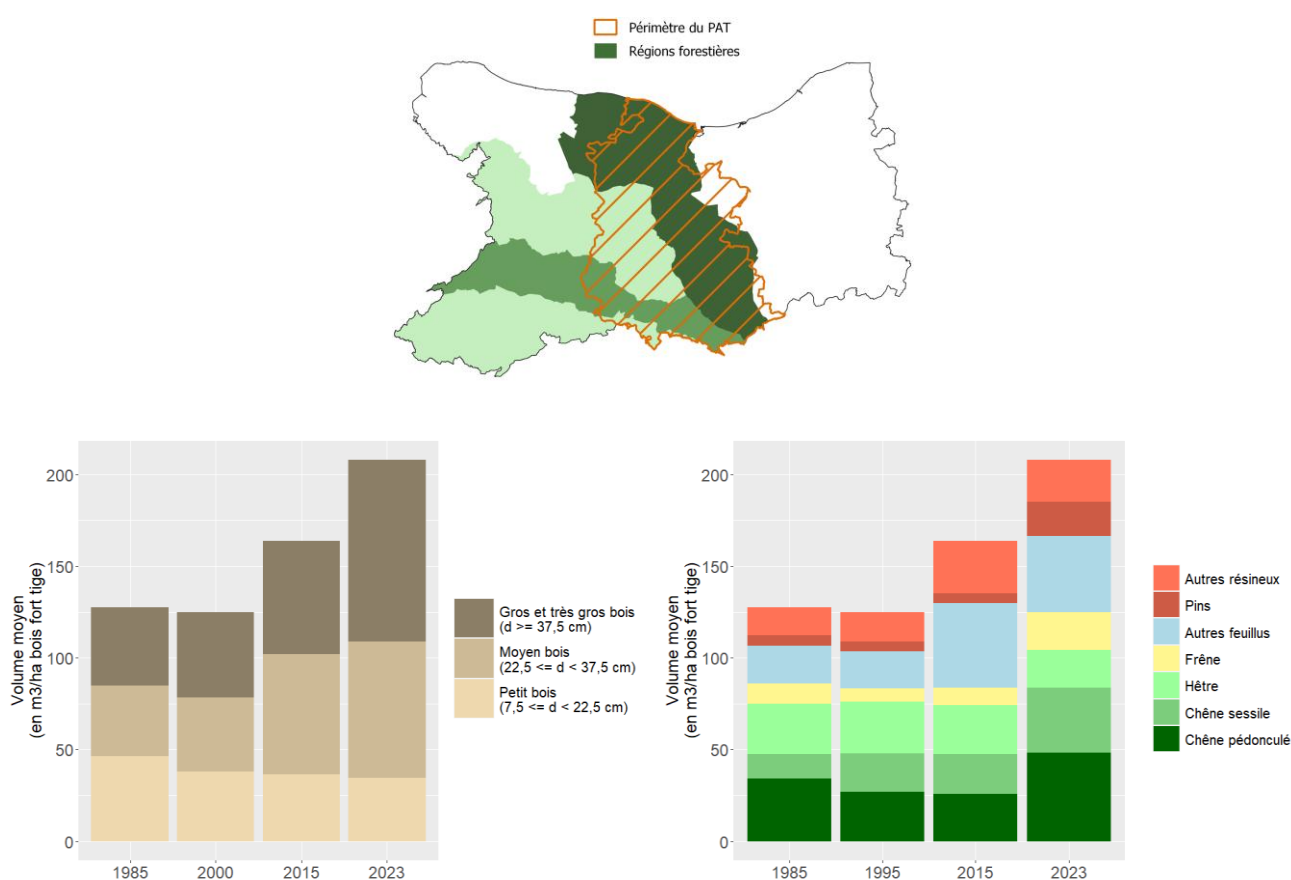 Périmètre du PAT
Régions forestières
Volume moyen
(en m3/ha bois fort tige)
200
150
100
50
0
1985
2000
2015
2023
Gros et très gros bois
(d >= 37,5 cm)
Moyen bois
(22,5 <= d < 37,5 cm)
Petit bois
(7,5 <= d < 22,5 cm)
Volume moyen
(en m3/ha bois fort tige)
200
150
100
50
0
1985
1995
2015
2023
Autres résineux
Pins
Autres feuillus
Frêne
Hêtre
Chêne sessile
Chêne pédonculé